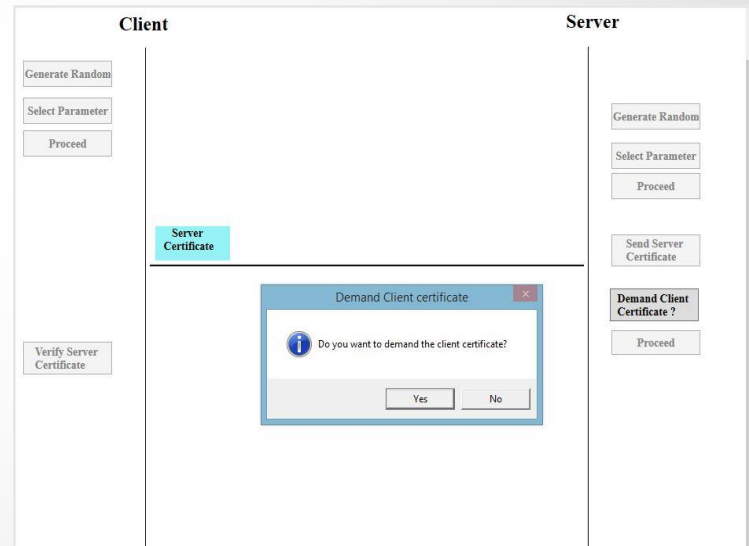 Client
Server
Generate Random
Select Parameter
Proceed
Generate Random
Select Parameter
Proceed
Server
Certificate
Send Server
Certificate
Demand Client certificate
Do you want to demand the client certificate?
Yes
No
Demand Client
Certificate ?
Proceed
Verify Server
Certificate